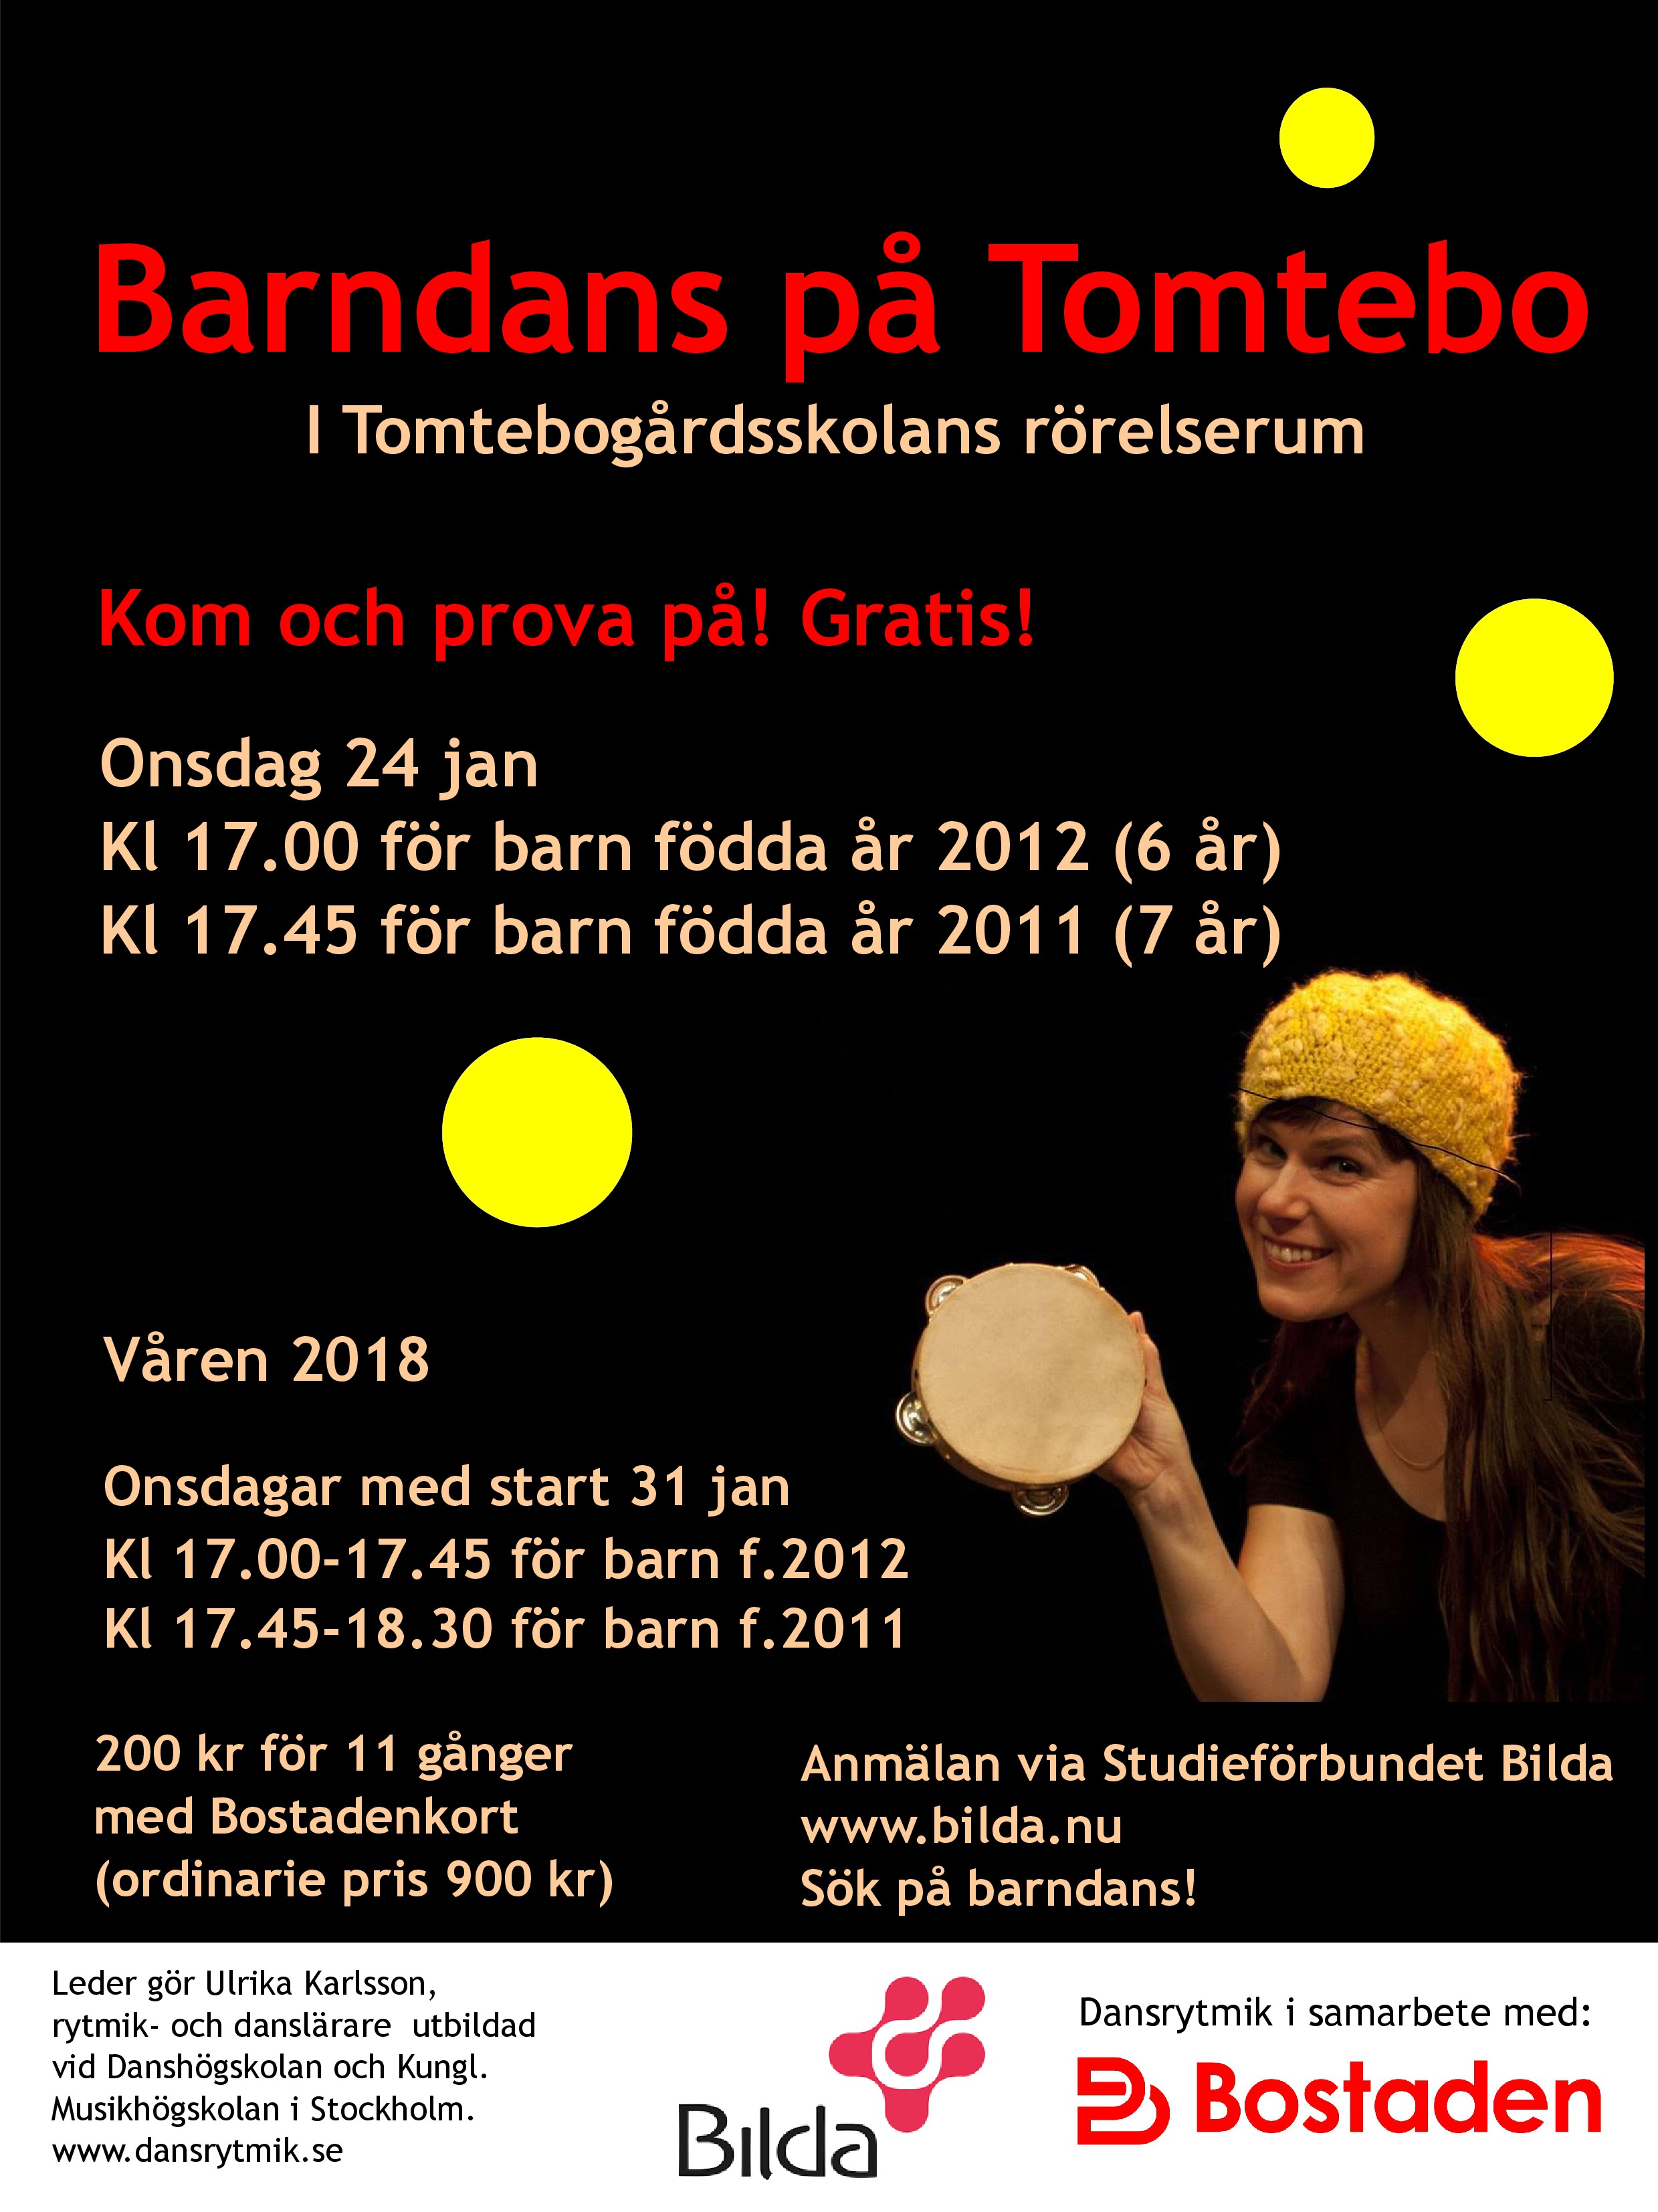 Barndans på Tomtebo
I Tomtebogårdsskolans rörelserum
Kom och prova på! Gratis!
Onsdag 24 jan
Kl 17.00 för barn födda år 2012 (6 år)
Kl 17.45 för barn födda år 2011 (7 år)
Våren 2018
Onsdagar med start 31 jan
Kl 17.00-17.45 för barn f.2012
Kl 17.45-18.30 för barn f.2011
200 kr för 11 gånger
med Bostadenkort
(ordinarie pris 900 kr)
Anmälan via Studieförbundet Bilda
www.bilda.nu
Sök på barndans!
Leder gör Ulrika Karlsson,
rytmik- och danslärare utbildad
vid Danshögskolan och Kungl.
Musikhögskolan i Stockholm.
www.dansrytmik.se
Bilda
Dansrytmik i samarbete med:
Bostaden